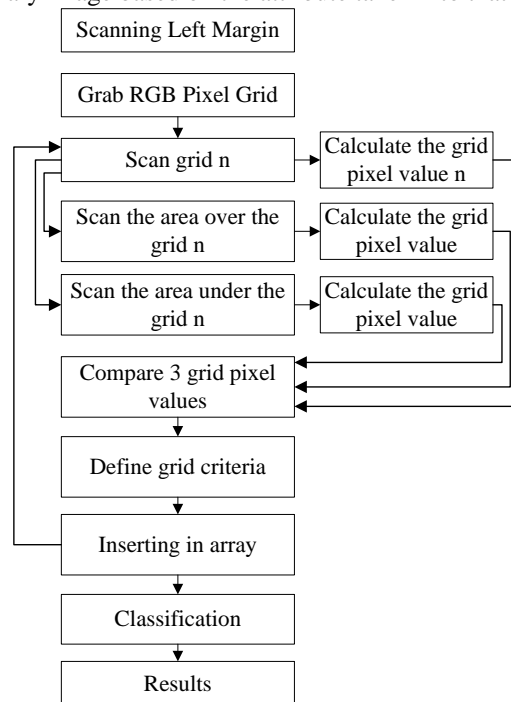 Scanning Left Margin
Grab RGB Pixel Grid
Scan grid n
Calculate the grid
pixel value n
Scan the area over the
grid n
Calculate the grid
pixel value
Scan the area under the
grid n
Calculate the grid
pixel value
Compare 3 grid pixel
values
Define grid criteria
Inserting in array
Classification
Results